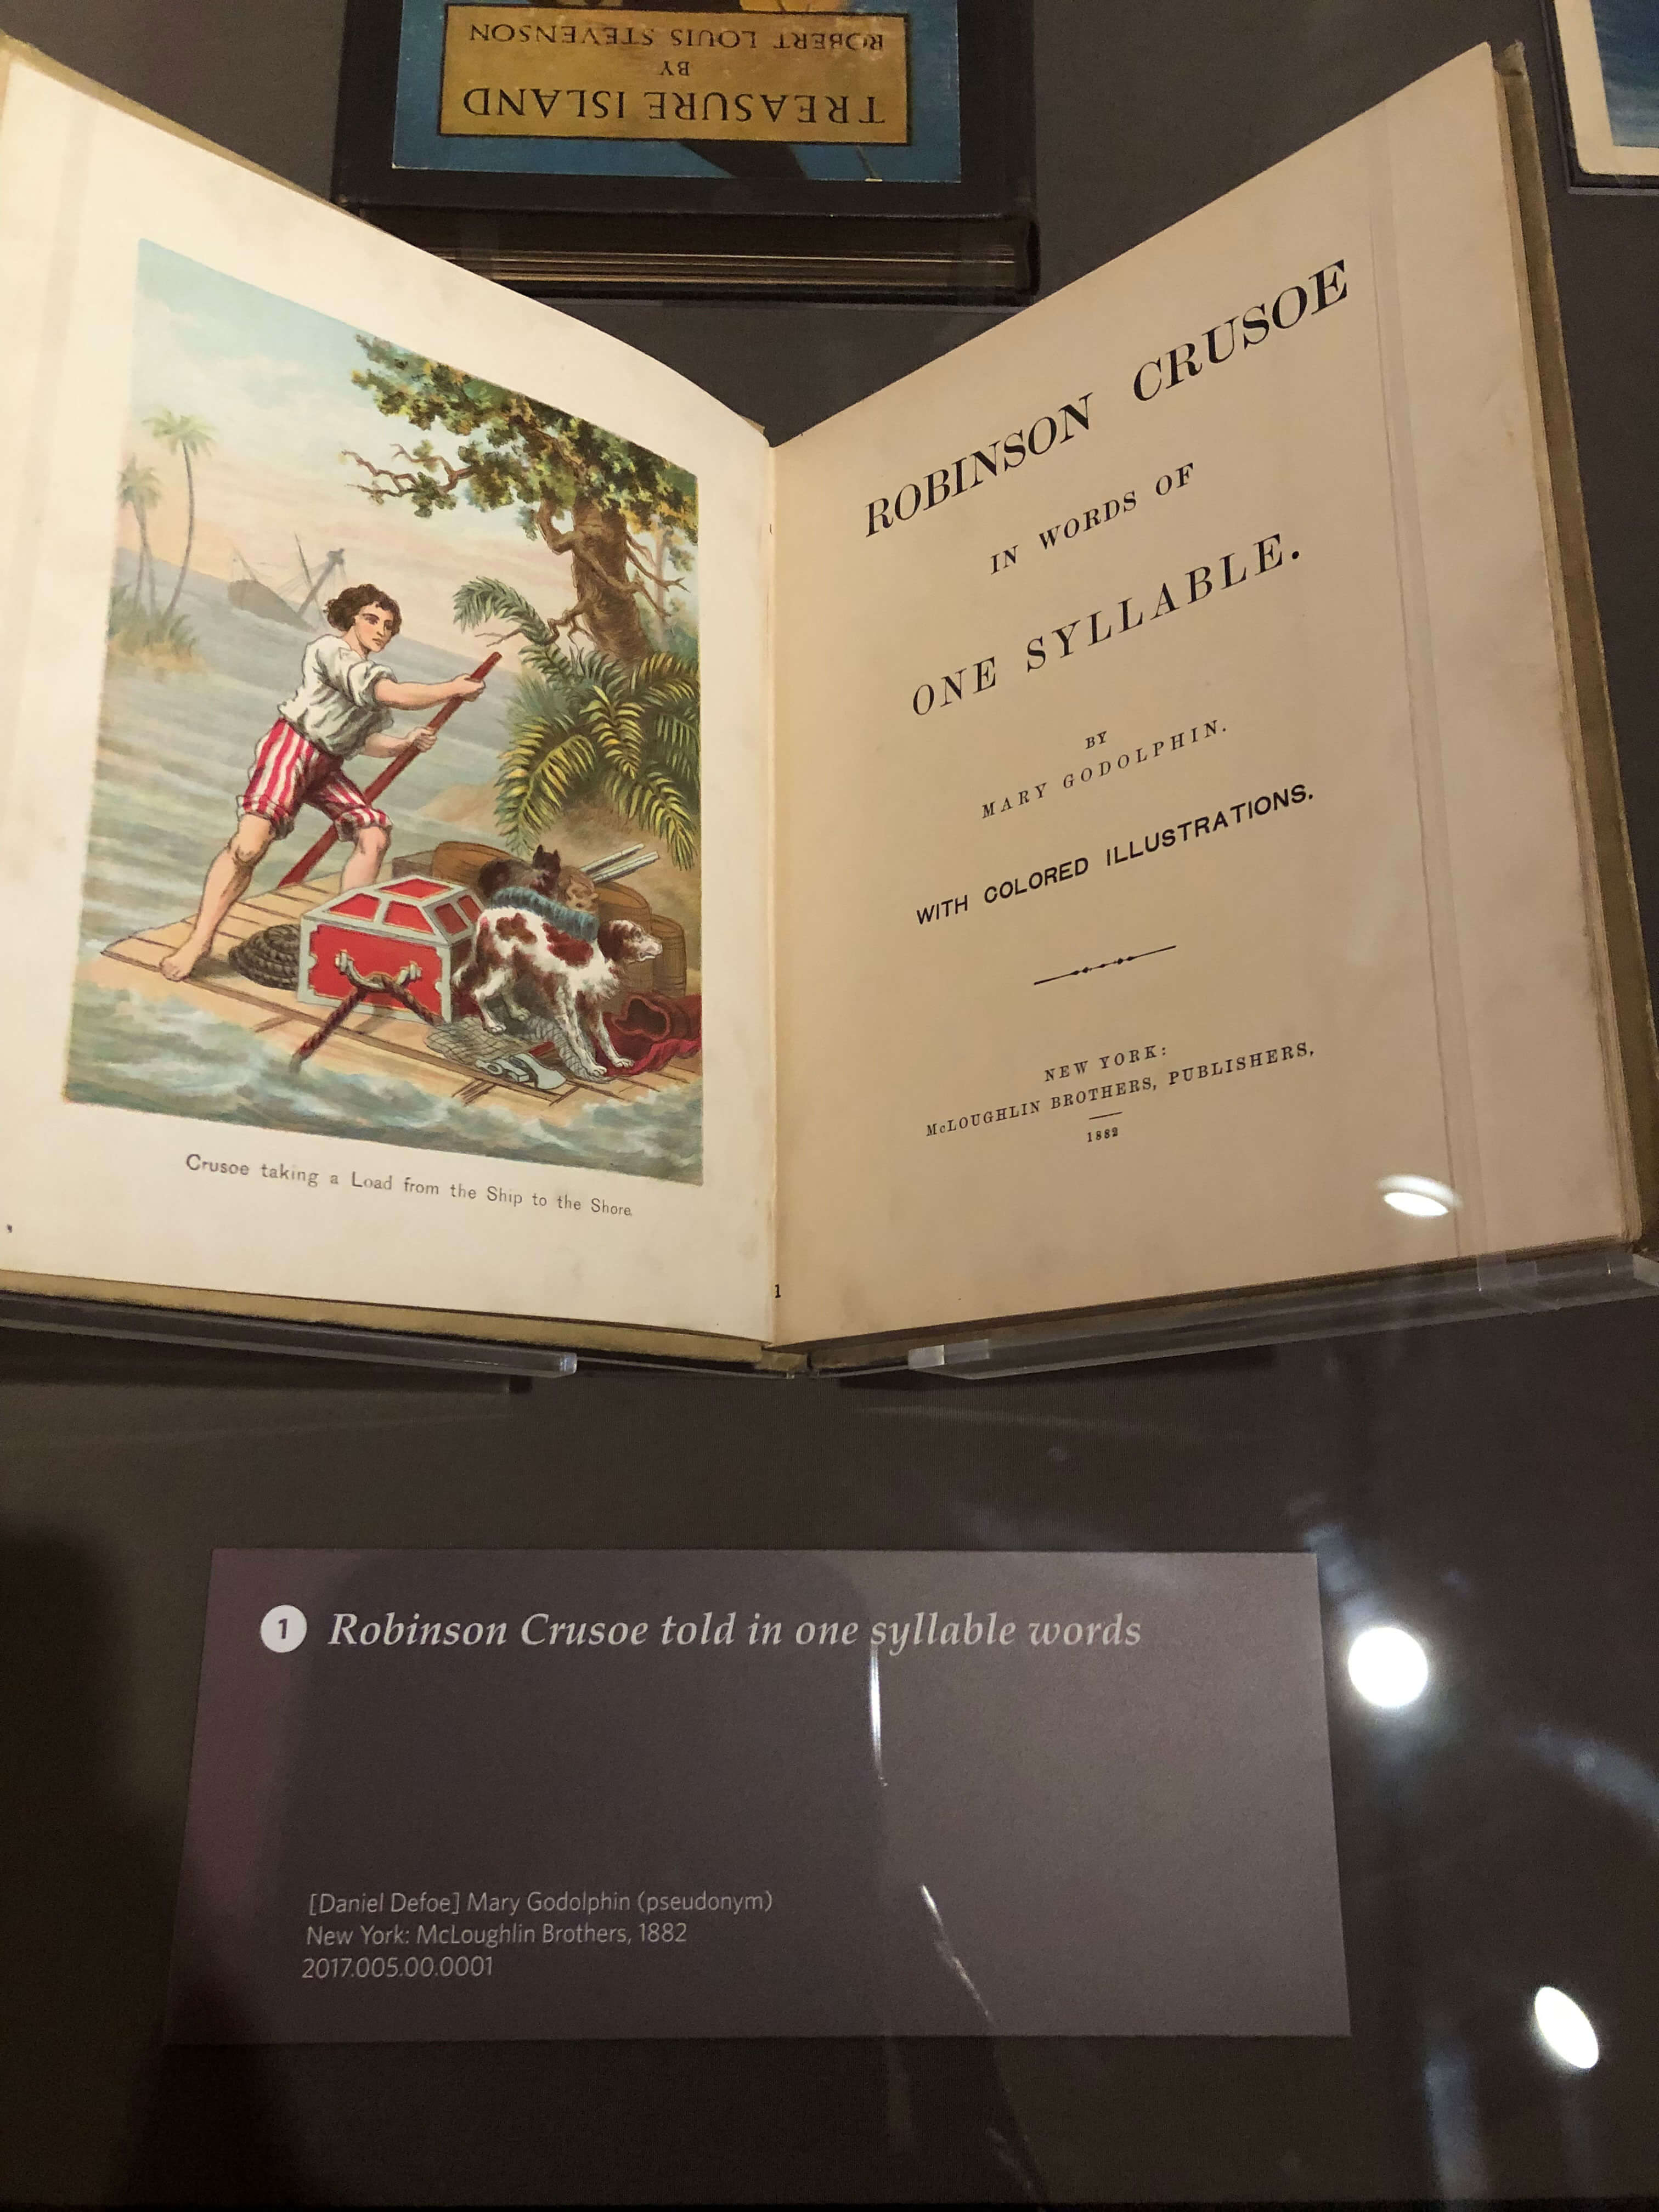 TREASURE ISLAND
BY
ROBERT LOUIS STEVENSON
Crusoe taking a Load from the Ship to the Shore.
ROBINSON CRUSOE
IN WORDS OF
ONE SYLLABLE.
BY
MARY GODOLPHIN.
WITH COLORED ILLUSTRATIONS.
NEW YORK:
McLOUGHLIN BROTHERS, PUBLISHERS,
1882
1
1 Robinson Crusoe told in one syllable words
[Daniel Defoe] Mary Godolphin (pseudonym)
New York: McLoughlin Brothers, 1882
2017.005.00.0001